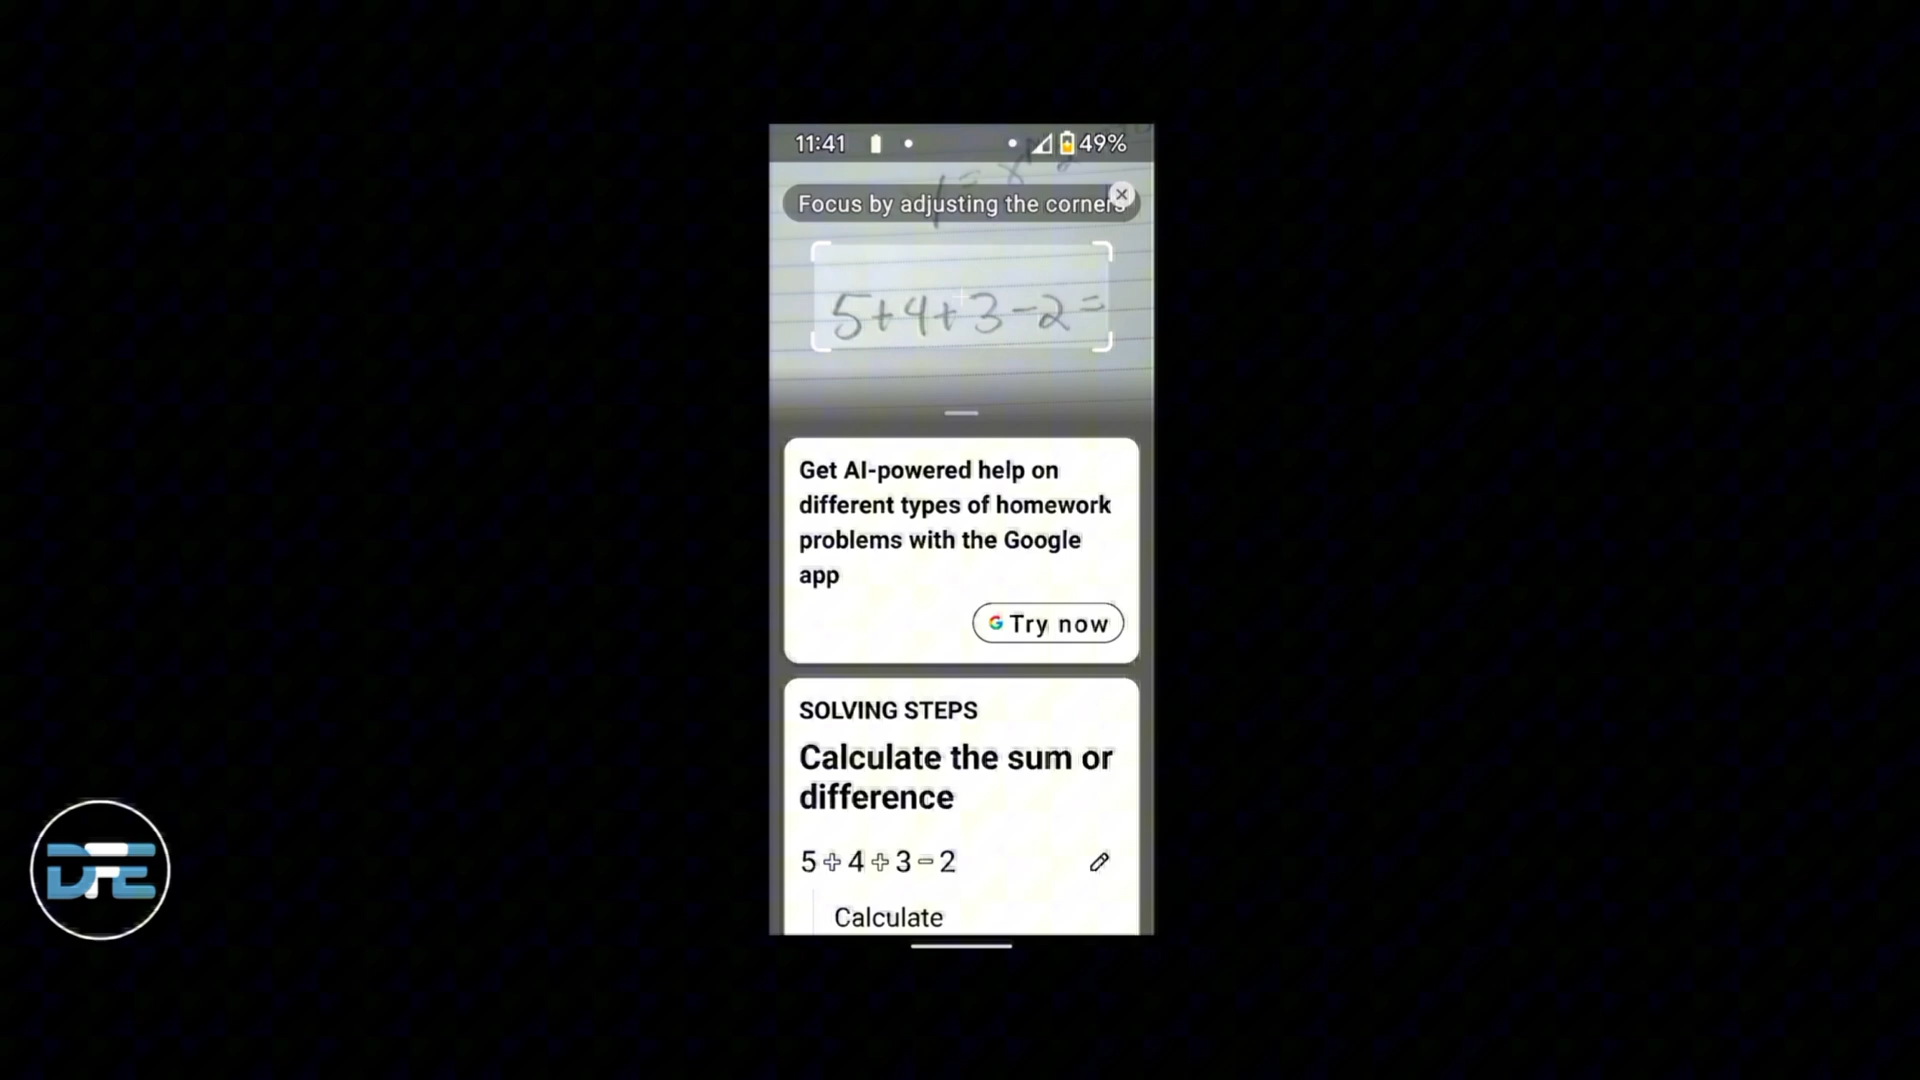 11:41 49%
Focus by adjusting the corners
5+4+3-2=
Get AI-powered help on
different types of homework
problems with the Google
app
G Try now
SOLVING STEPS
Calculate the sum or
difference
5+4+3-2
Calculate
DFE